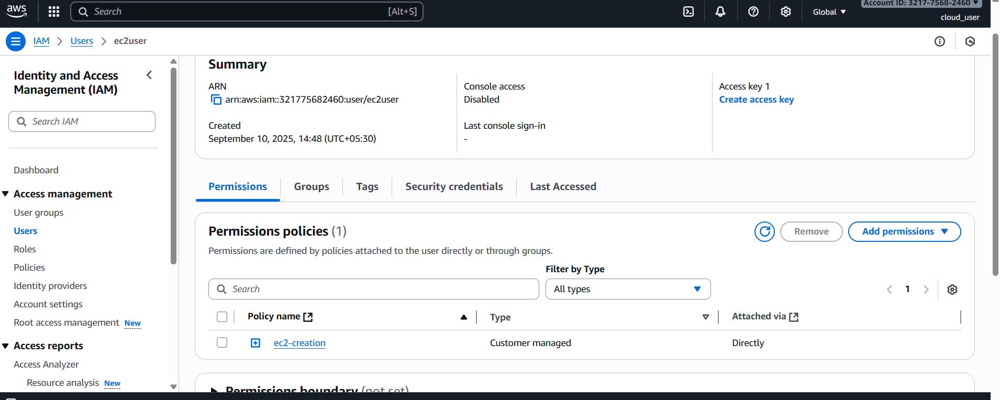 aws
Search [Alt+S]
Global
Account ID: 3217-7568-2460
cloud_user
IAM > Users > ec2user
Identity and Access
Management (IAM)
Search IAM
Dashboard
Access management
User groups
Users
Roles
Policies
Identity providers
Account settings
Root access management New
Access reports
Access Analyzer
Resource analysis New
Summary
ARN
arn:aws:iam::321775682460:user/ec2user
Created
September 10, 2025, 14:48 (UTC+05:30)
Console access
Disabled
Last console sign-in
-
Access key 1
Create access key
Permissions Groups Tags Security credentials Last Accessed
Permissions policies (1)
Remove
Add permissions
Permissions are defined by policies attached to the user directly or through groups.
Filter by Type
Search
All types
1
Policy name Type Attached via
ec2-creation Customer managed Directly
Permissions boundary (not set)